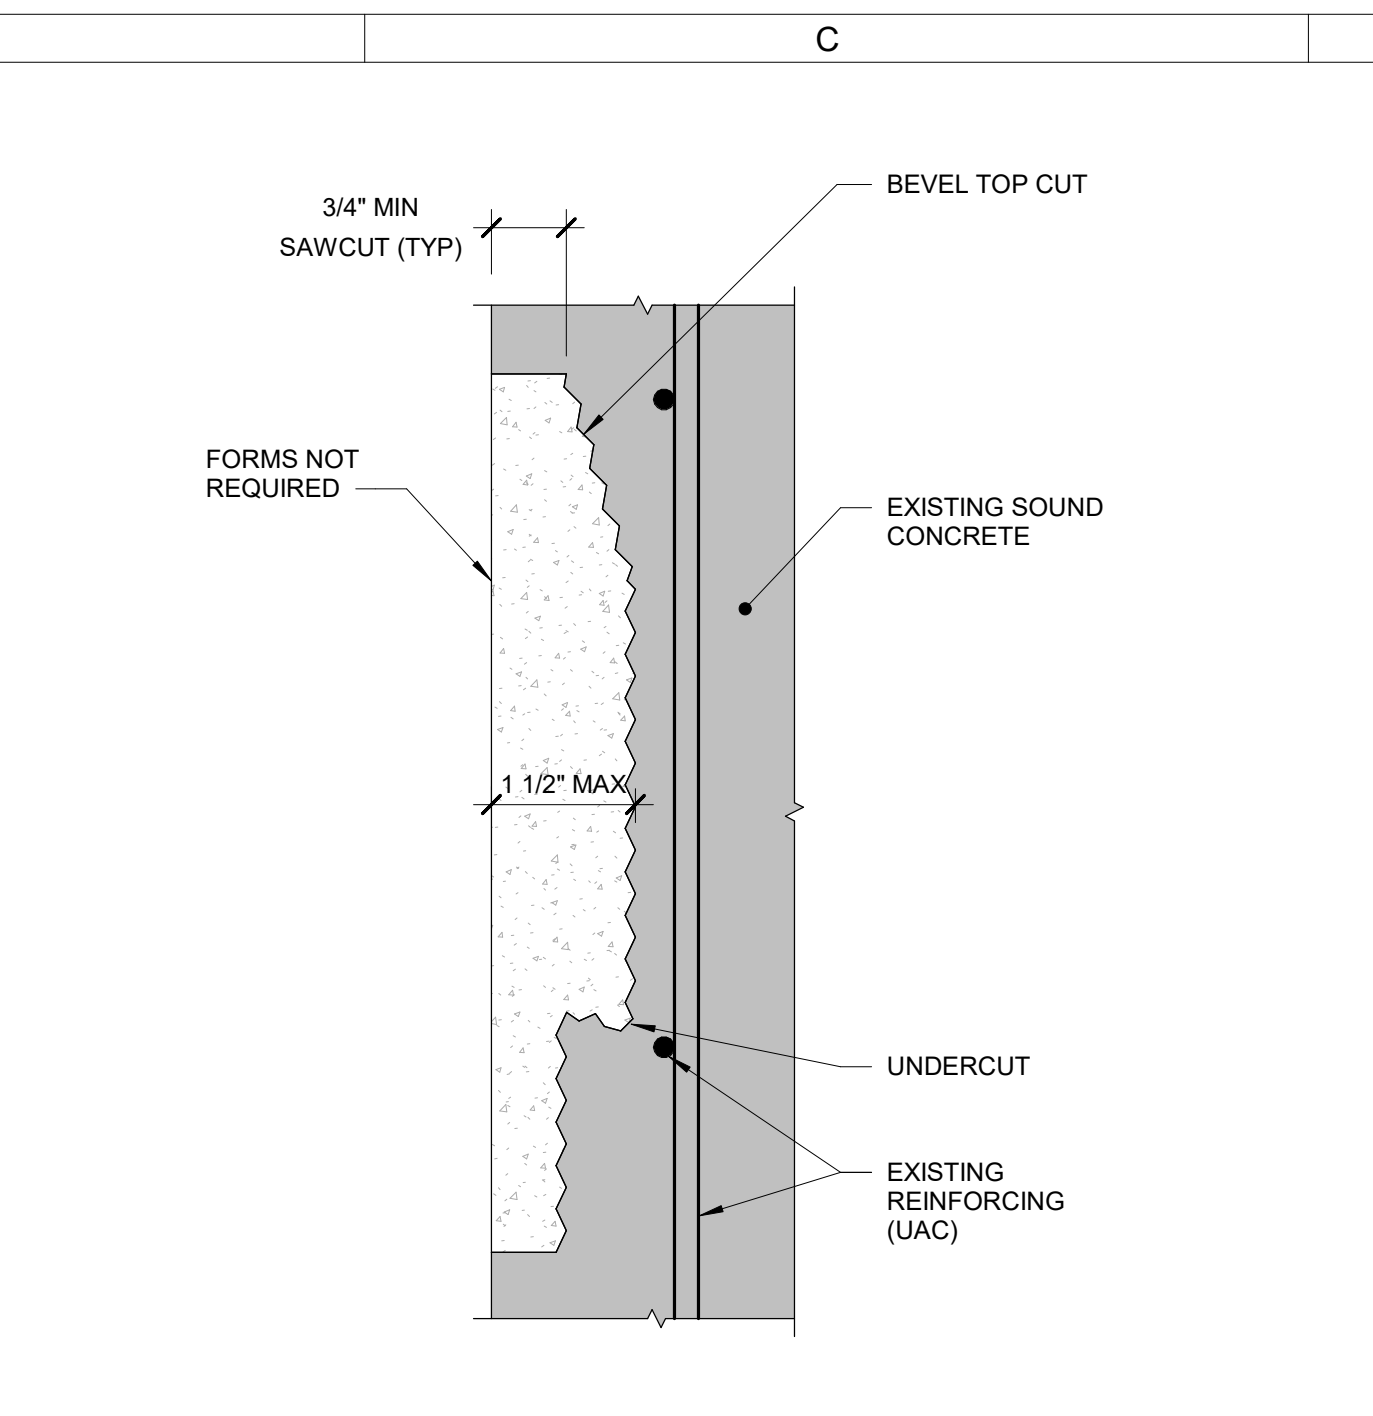 C
BEVEL TOP CUT
3/4" MIN
SAWCUT (TYP)
FORMS NOT
REQUIRED
EXISTING SOUND
CONCRETE
1 1/2" MAX
UNDERCUT
EXISTING
REINFORCING
(UAC)